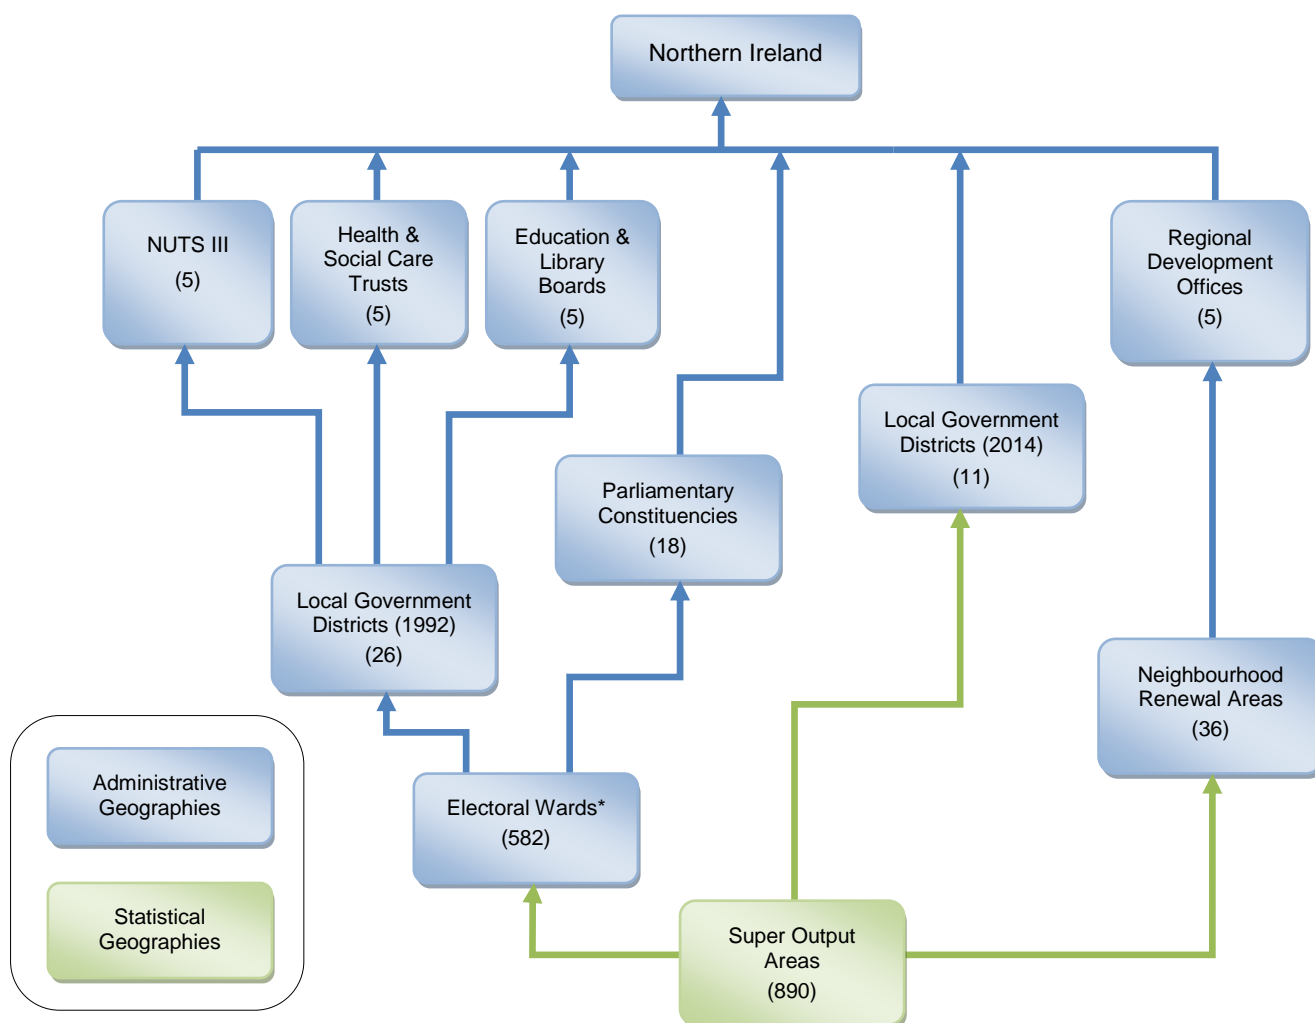 Northern Ireland
NUTS III
(5)
Health &
Social Care
Trusts
(5)
Education &
Library
Boards
(5)
Regional
Development
Offices
(5)
Local Government
Districts (2014)
(11)
Parliamentary
Constituencies
(18)
Local Government
Districts (1992)
(26)
Neighbourhood
Renewal Areas
(36)
Administrative
Geographies
Electoral Wards*
(582)
Statistical
Geographies
Super Output
Areas
(890)